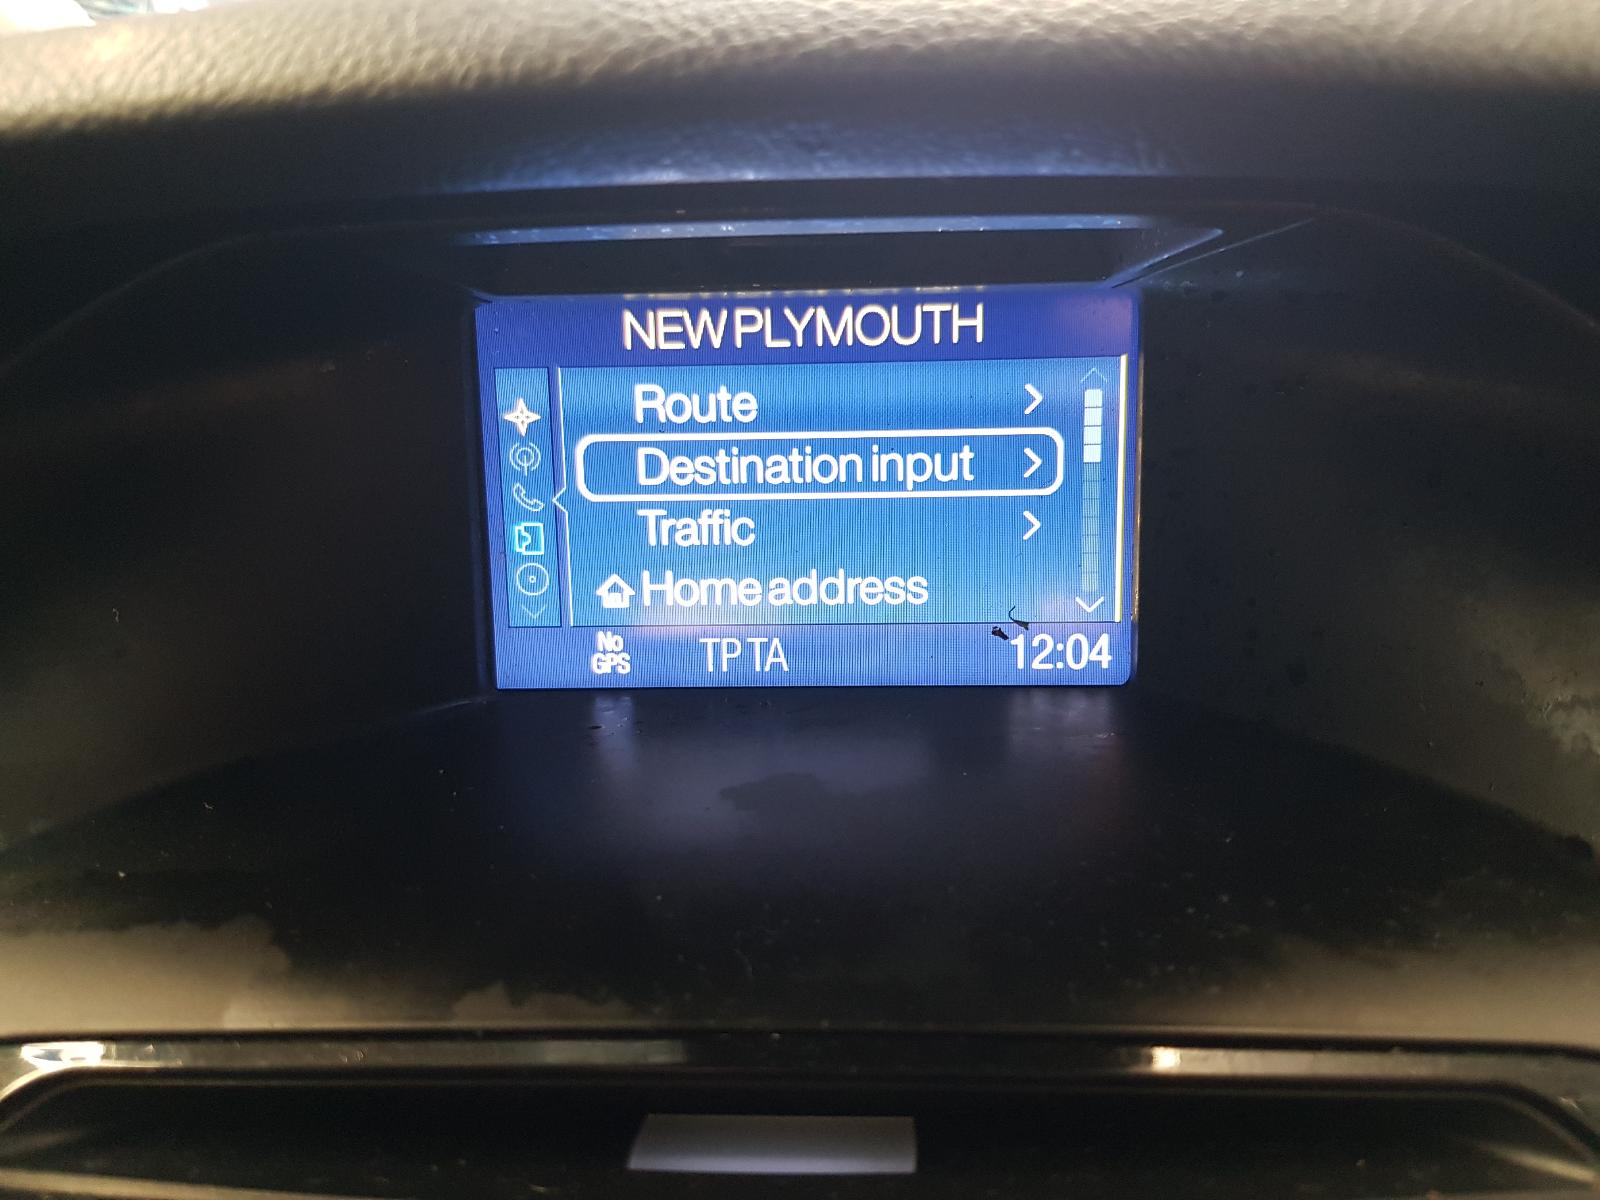 NEW PLYMOUTH
Route
Destination input
Traffic
Home address
No
GPS
TP TA
12:04